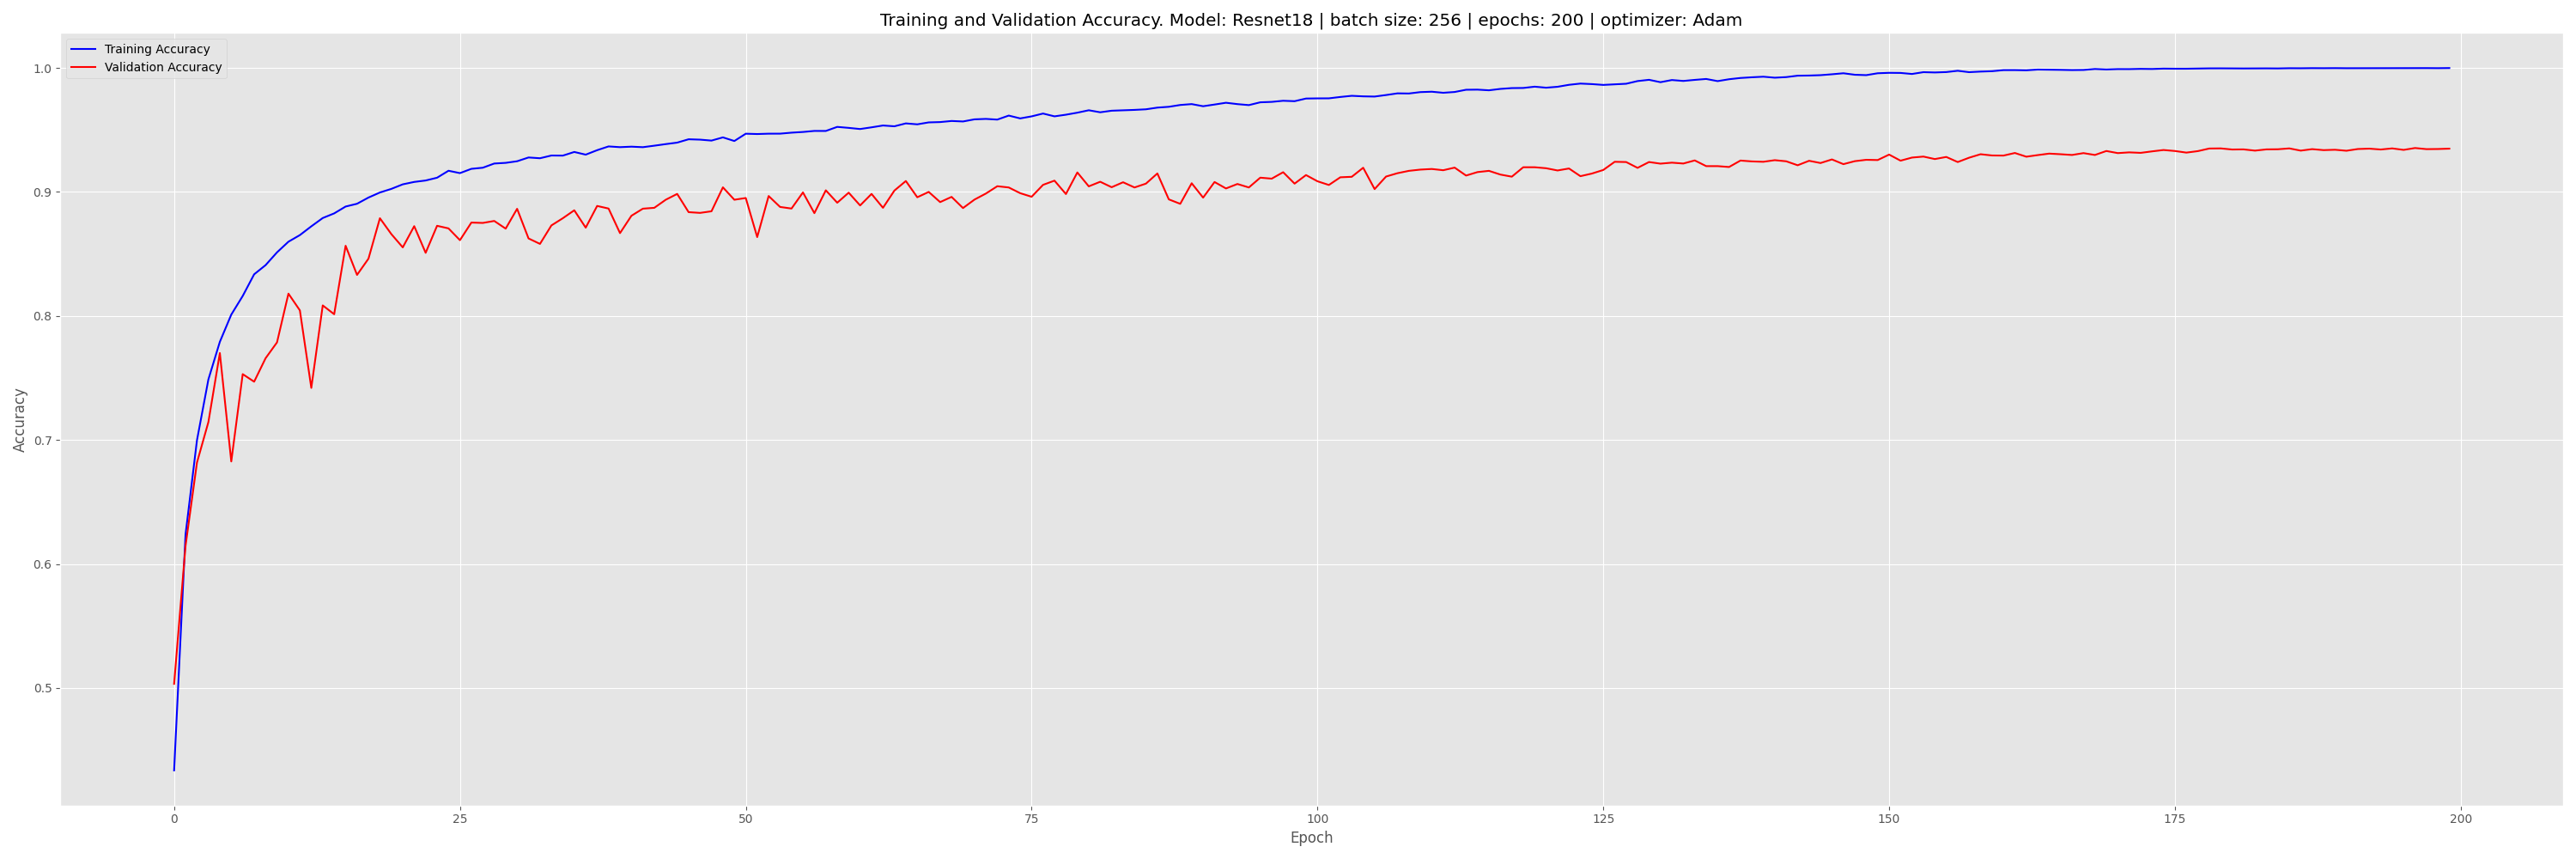 Training and Validation Accuracy. Model: Resnet18 | batch size: 256 | epochs: 200 | optimizer: Adam
Training Accuracy
Validation Accuracy
1.0
0.9
0.8
0.7
0.6
0.5
Accuracy
0 25 50 75 100 125 150 175 200
Epoch